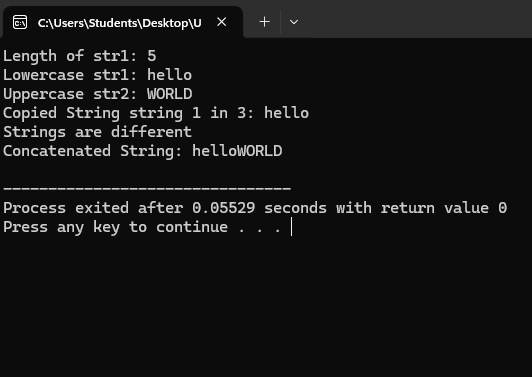 C:\Users\Students\Desktop\U
Length of str1: 5
Lowercase str1: hello
Uppercase str2: WORLD
Copied String string 1 in 3: hello
Strings are different
Concatenated String: helloWORLD
--------------------------------
Process exited after 0.05529 seconds with return value 0
Press any key to continue . . .